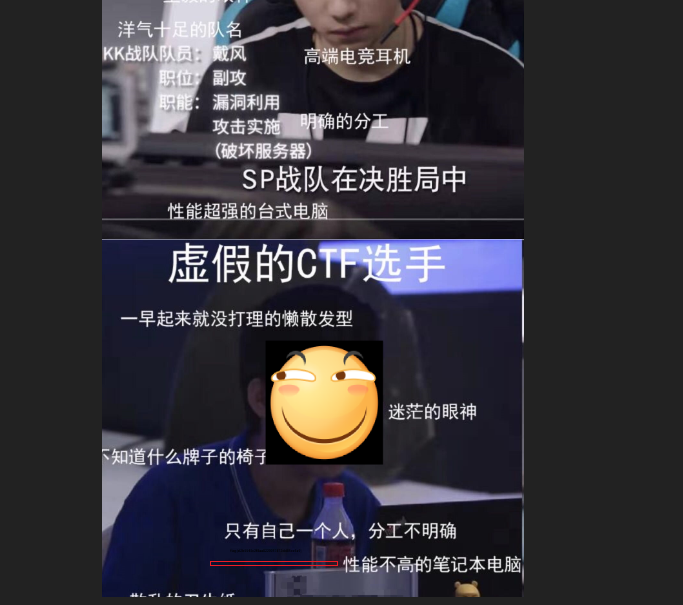 洋气十足的队名
KK战队队员：戴风
高端电竞耳机
职位：副攻
职能：漏洞利用
攻击实施
明确的分工
（破坏服务器）
SP战队在决胜局中
性能超强的台式电脑
虚假的CTF选手
一早起来就没打理的懒散发型
迷茫的眼神
不知道什么牌子的椅子
只有自己一个人，分工不明确
性能不高的笔记本电脑